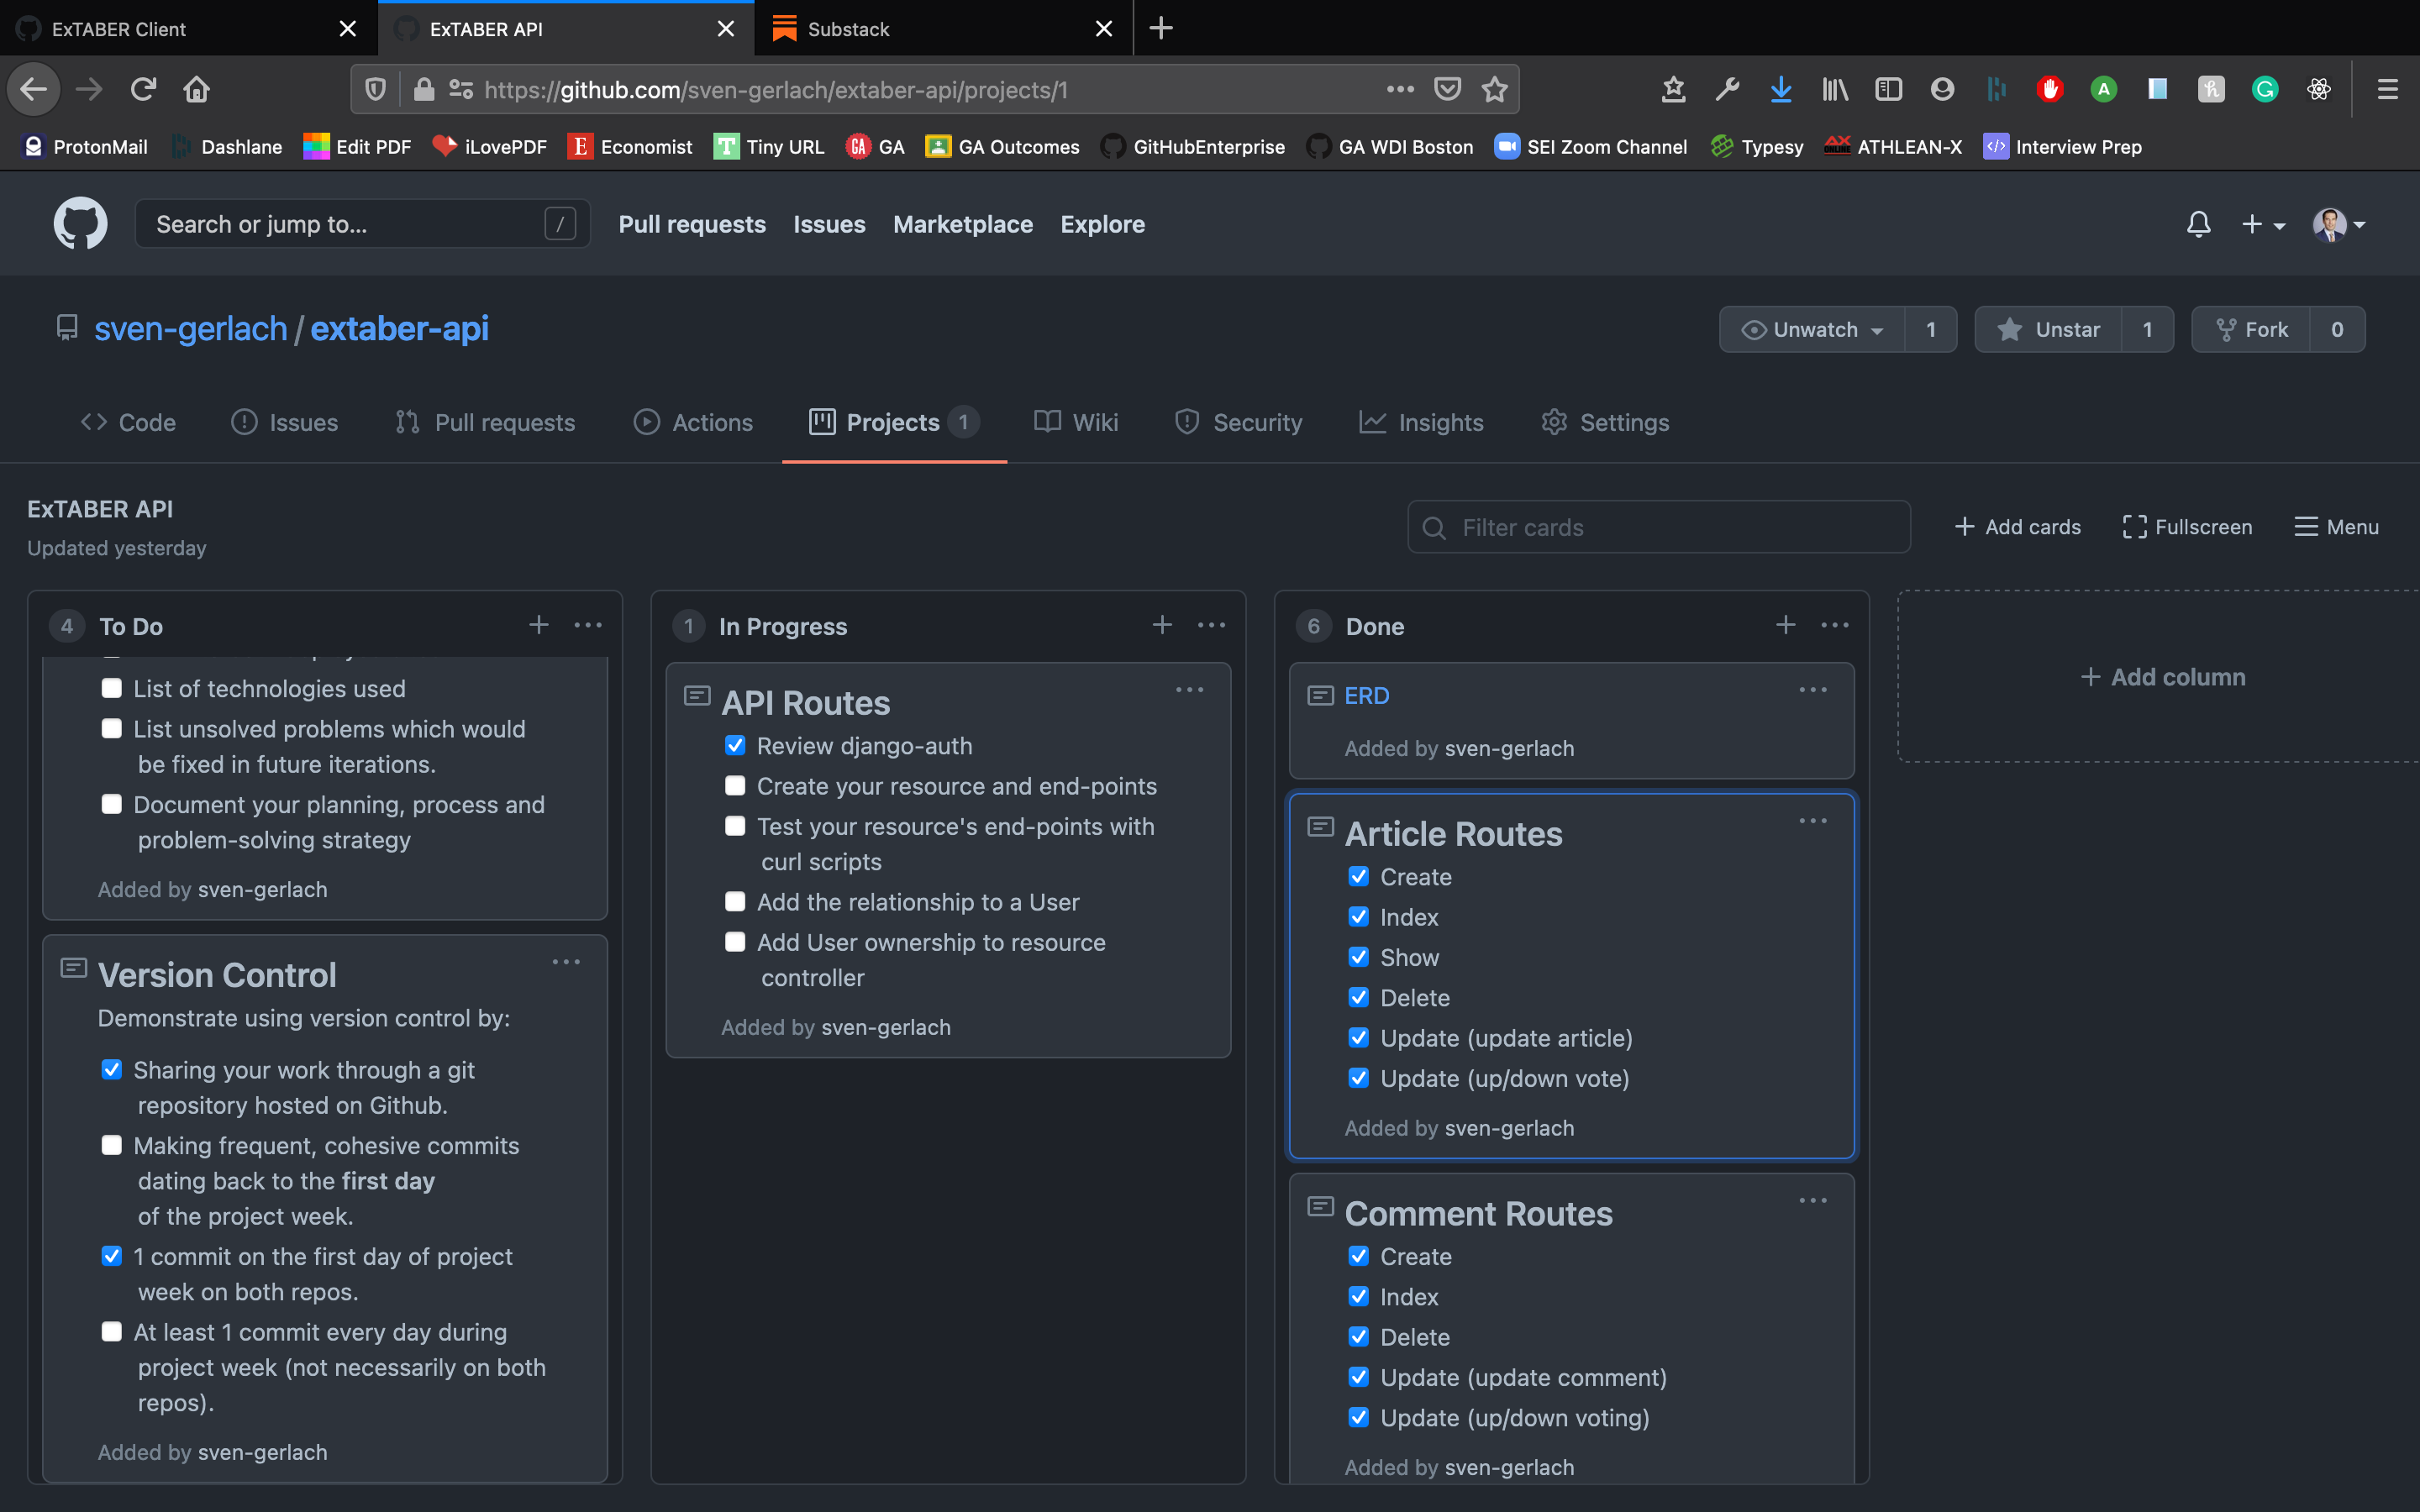 ExTABER Client
ExTABER API
Substack
https://github.com/sven-gerlach/extaber-api/projects/1
ProtonMail
Dashlane
Edit PDF
iLovePDF
Economist
Tiny URL
GA
GA Outcomes
GitHubEnterprise
GA WDI Boston
SEI Zoom Channel
Typesy
ATHLEAN-X
Interview Prep
Search or jump to... /
Pull requests
Issues
Marketplace
Explore
sven-gerlach / extaber-api
Unwatch 1
Unstar 1
Fork 0
Code
Issues
Pull requests
Actions
Projects 1
Wiki
Security
Insights
Settings
ExTABER API
Updated yesterday
Filter cards
Add cards
Fullscreen
Menu
4 To Do
List of technologies used
List unsolved problems which would
be fixed in future iterations.
Document your planning, process and
problem-solving strategy
Added by sven-gerlach
Version Control
Demonstrate using version control by:
Sharing your work through a git
repository hosted on Github.
Making frequent, cohesive commits
dating back to the first day
of the project week.
1 commit on the first day of project
week on both repos.
At least 1 commit every day during
project week (not necessarily on both
repos).
Added by sven-gerlach
1 In Progress
API Routes
Review django-auth
Create your resource and end-points
Test your resource's end-points with
curl scripts
Add the relationship to a User
Add User ownership to resource
controller
Added by sven-gerlach
6 Done
ERD
Added by sven-gerlach
Article Routes
Create
Index
Show
Delete
Update (update article)
Update (up/down vote)
Added by sven-gerlach
Comment Routes
Create
Index
Delete
Update (update comment)
Update (up/down voting)
Added by sven-gerlach
Add column